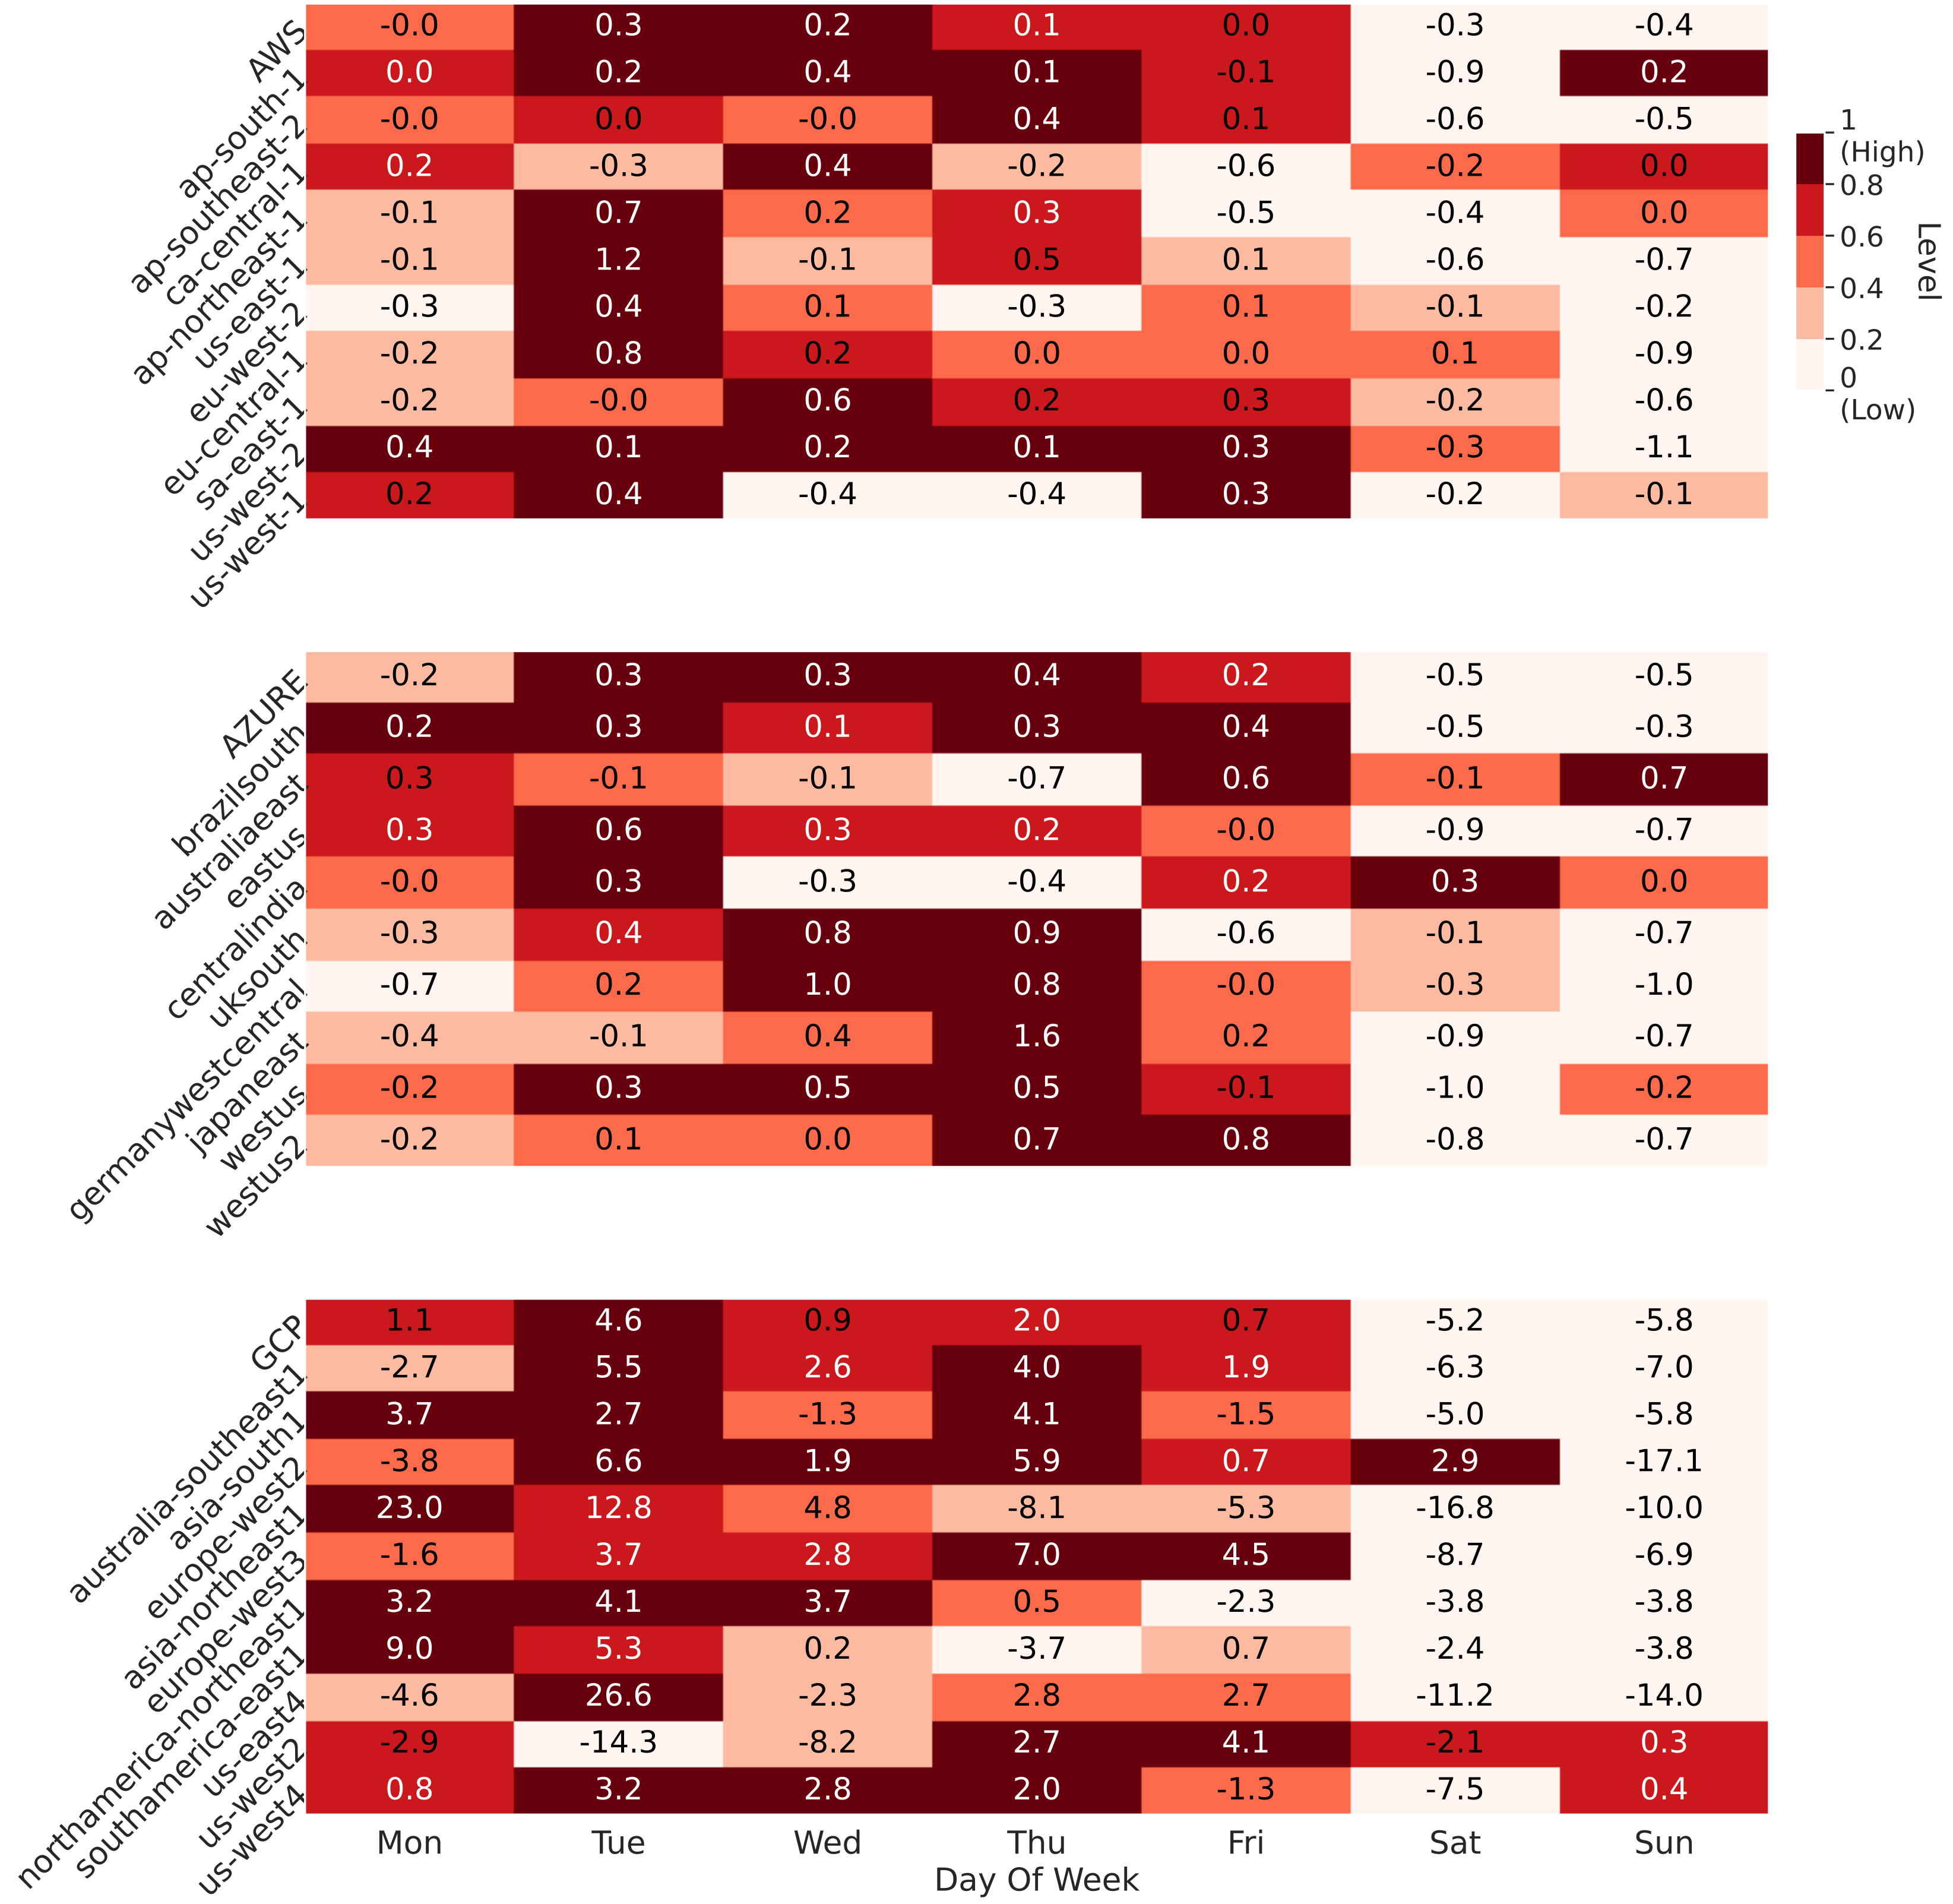 AWS -0.0 0.3 0.2 0.1 0.0 -0.3 -0.4
ap-south-1 0.0 0.2 0.4 0.1 -0.1 -0.9 0.2
ap-southeast-2 -0.0 0.0 -0.0 0.4 0.1 -0.6 -0.5
ca-central-1 0.2 -0.3 0.4 -0.2 -0.6 -0.2 0.0
ap-northeast-1 -0.1 0.7 0.2 0.3 -0.5 -0.4 0.0
us-east-1 -0.1 1.2 -0.1 0.5 0.1 -0.6 -0.7
eu-west-2 -0.3 0.4 0.1 -0.3 0.1 -0.1 -0.2
eu-central-1 -0.2 0.8 0.2 0.0 0.0 0.1 -0.9
sa-east-1 -0.2 -0.0 0.6 0.2 0.3 -0.2 -0.6
us-west-2 0.4 0.1 0.2 0.1 0.3 -0.3 -1.1
us-west-1 0.2 0.4 -0.4 -0.4 0.3 -0.2 -0.1
1
(High)
0.8
0.6
0.4
0.2
0
(Low)
Level
AZURE -0.2 0.3 0.3 0.4 0.2 -0.5 -0.5
brazilsouth 0.2 0.3 0.1 0.3 0.4 -0.5 -0.3
australiaeast 0.3 -0.1 -0.1 -0.7 0.6 -0.1 0.7
eastus 0.3 0.6 0.3 0.2 -0.0 -0.9 -0.7
centralindia -0.0 0.3 -0.3 -0.4 0.2 0.3 0.0
uksouth -0.3 0.4 0.8 0.9 -0.6 -0.1 -0.7
germanywestcentral -0.7 0.2 1.0 0.8 -0.0 -0.3 -1.0
japaneast -0.4 -0.1 0.4 1.6 0.2 -0.9 -0.7
westus -0.2 0.3 0.5 0.5 -0.1 -1.0 -0.2
westus2 -0.2 0.1 0.0 0.7 0.8 -0.8 -0.7
GCP 1.1 4.6 0.9 2.0 0.7 -5.2 -5.8
australia-southeast1 -2.7 5.5 2.6 4.0 1.9 -6.3 -7.0
asia-south1 3.7 2.7 -1.3 4.1 -1.5 -5.0 -5.8
europe-west2 -3.8 6.6 1.9 5.9 0.7 2.9 -17.1
asia-northeast1 23.0 12.8 4.8 -8.1 -5.3 -16.8 -10.0
europe-west3 -1.6 3.7 2.8 7.0 4.5 -8.7 -6.9
northamerica-northeast1 3.2 4.1 3.7 0.5 -2.3 -3.8 -3.8
southamerica-east1 9.0 5.3 0.2 -3.7 0.7 -2.4 -3.8
us-east4 -4.6 26.6 -2.3 2.8 2.7 -11.2 -14.0
us-west2 -2.9 -14.3 -8.2 2.7 4.1 -2.1 0.3
us-west4 0.8 3.2 2.8 2.0 -1.3 -7.5 0.4
Mon Tue Wed Thu Fri Sat Sun
Day Of Week